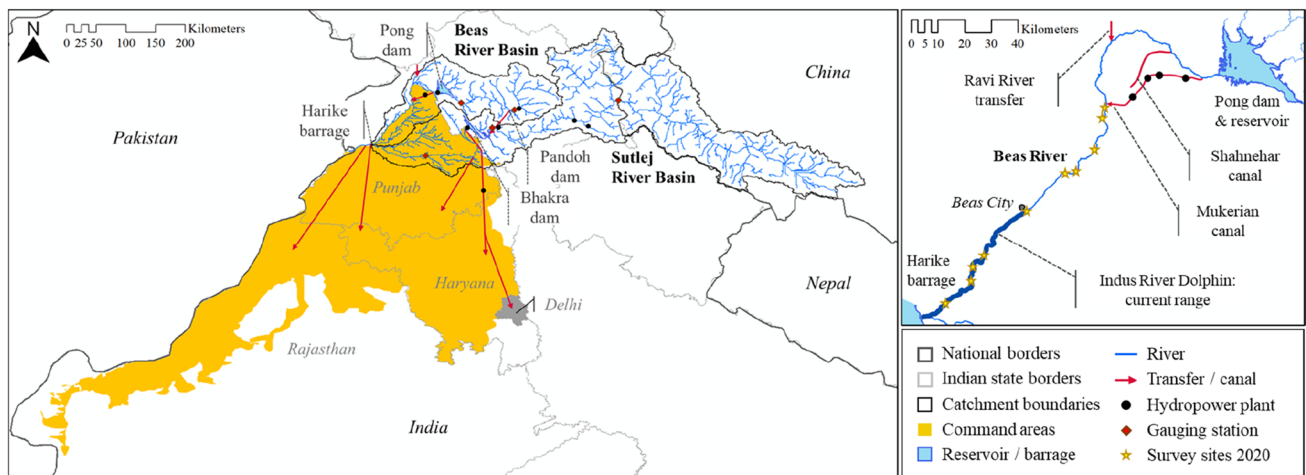 N
Kilometers
0 25 50 100 150 200
Pong
dam
Beas
River Basin
China
Harike
barrage
Pakistan
Pandoh
dam
Sutlej
River Basin
Punjab
Bhakra
dam
Nepal
Haryana
Delhi
Rajasthan
India
Kilometers
0 5 10 20 30 40
Ravi River
transfer
Pong dam
& reservoir
Beas River
Shahnehar
canal
Beas City
Mukerian
canal
Harike
barrage
Indus River Dolphin:
current range
National borders
Indian state borders
Catchment boundaries
Command areas
Reservoir / barrage
River
Transfer / canal
Hydropower plant
Gauging station
Survey sites 2020